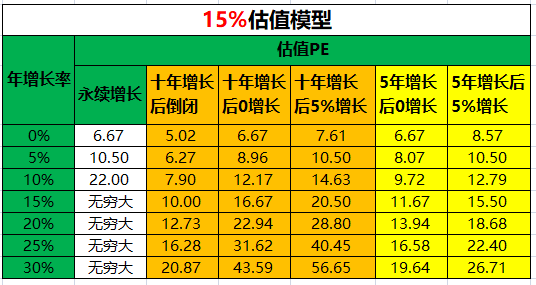 15%估值模型
年增长率 估值PE
永续增长 十年增长后倒闭 十年增长后0增长 十年增长后5%增长 5年增长后0增长 5年增长后5%增长
0% 6.67 5.02 6.67 7.61 6.67 8.57
5% 10.50 6.27 8.96 10.50 8.07 10.50
10% 22.00 7.90 12.17 14.63 9.72 12.79
15% 无穷大 10.00 16.67 20.50 11.67 15.50
20% 无穷大 12.73 22.94 28.80 13.94 18.68
25% 无穷大 16.28 31.62 40.45 16.58 22.40
30% 无穷大 20.87 43.59 56.65 19.64 26.71